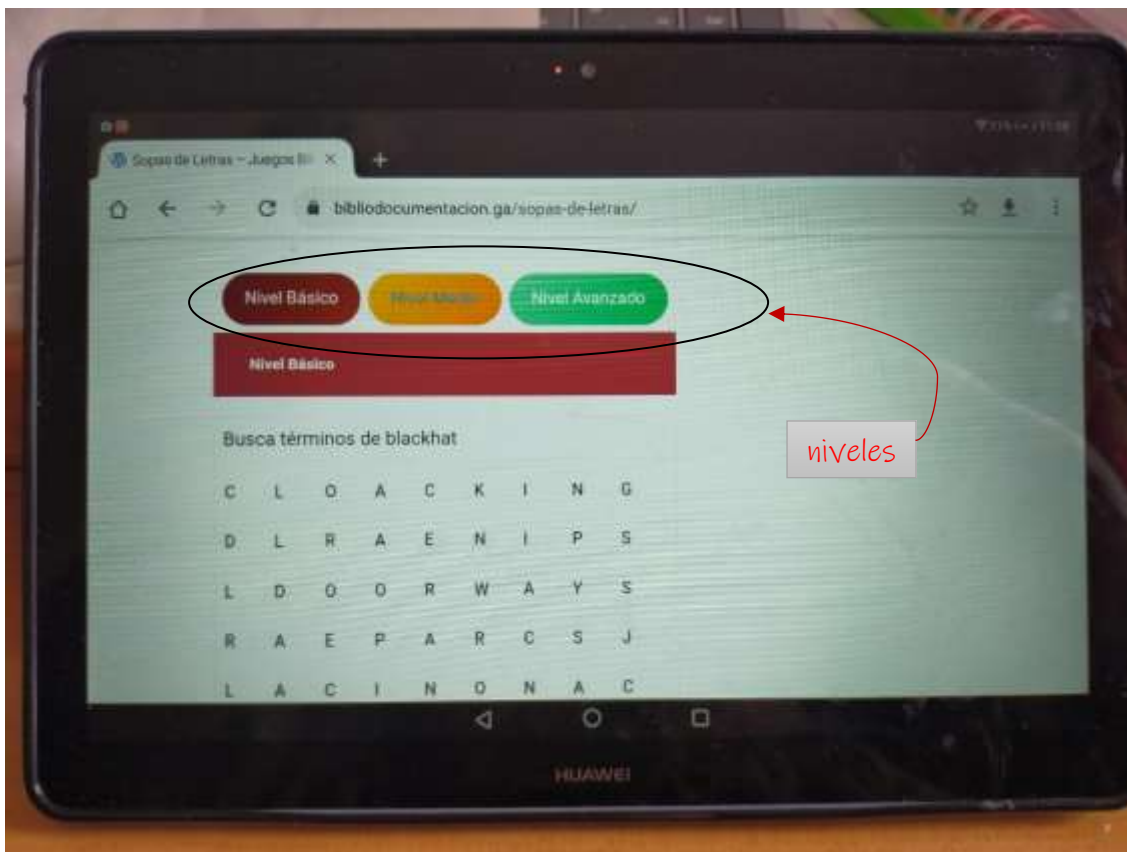 Sopas de Letras – Juegos Bi
bibliodocumentacion.ga/sopas-de-letras/
Nivel Básico Nivel Avanzado
Nivel Básico
Busca términos de blackhat
niveles
C L O A C K I N G
D L R A E N I P S
L D O O R W A Y S
R A E P A R C S J
L A C I N O N A C
HUAWEI